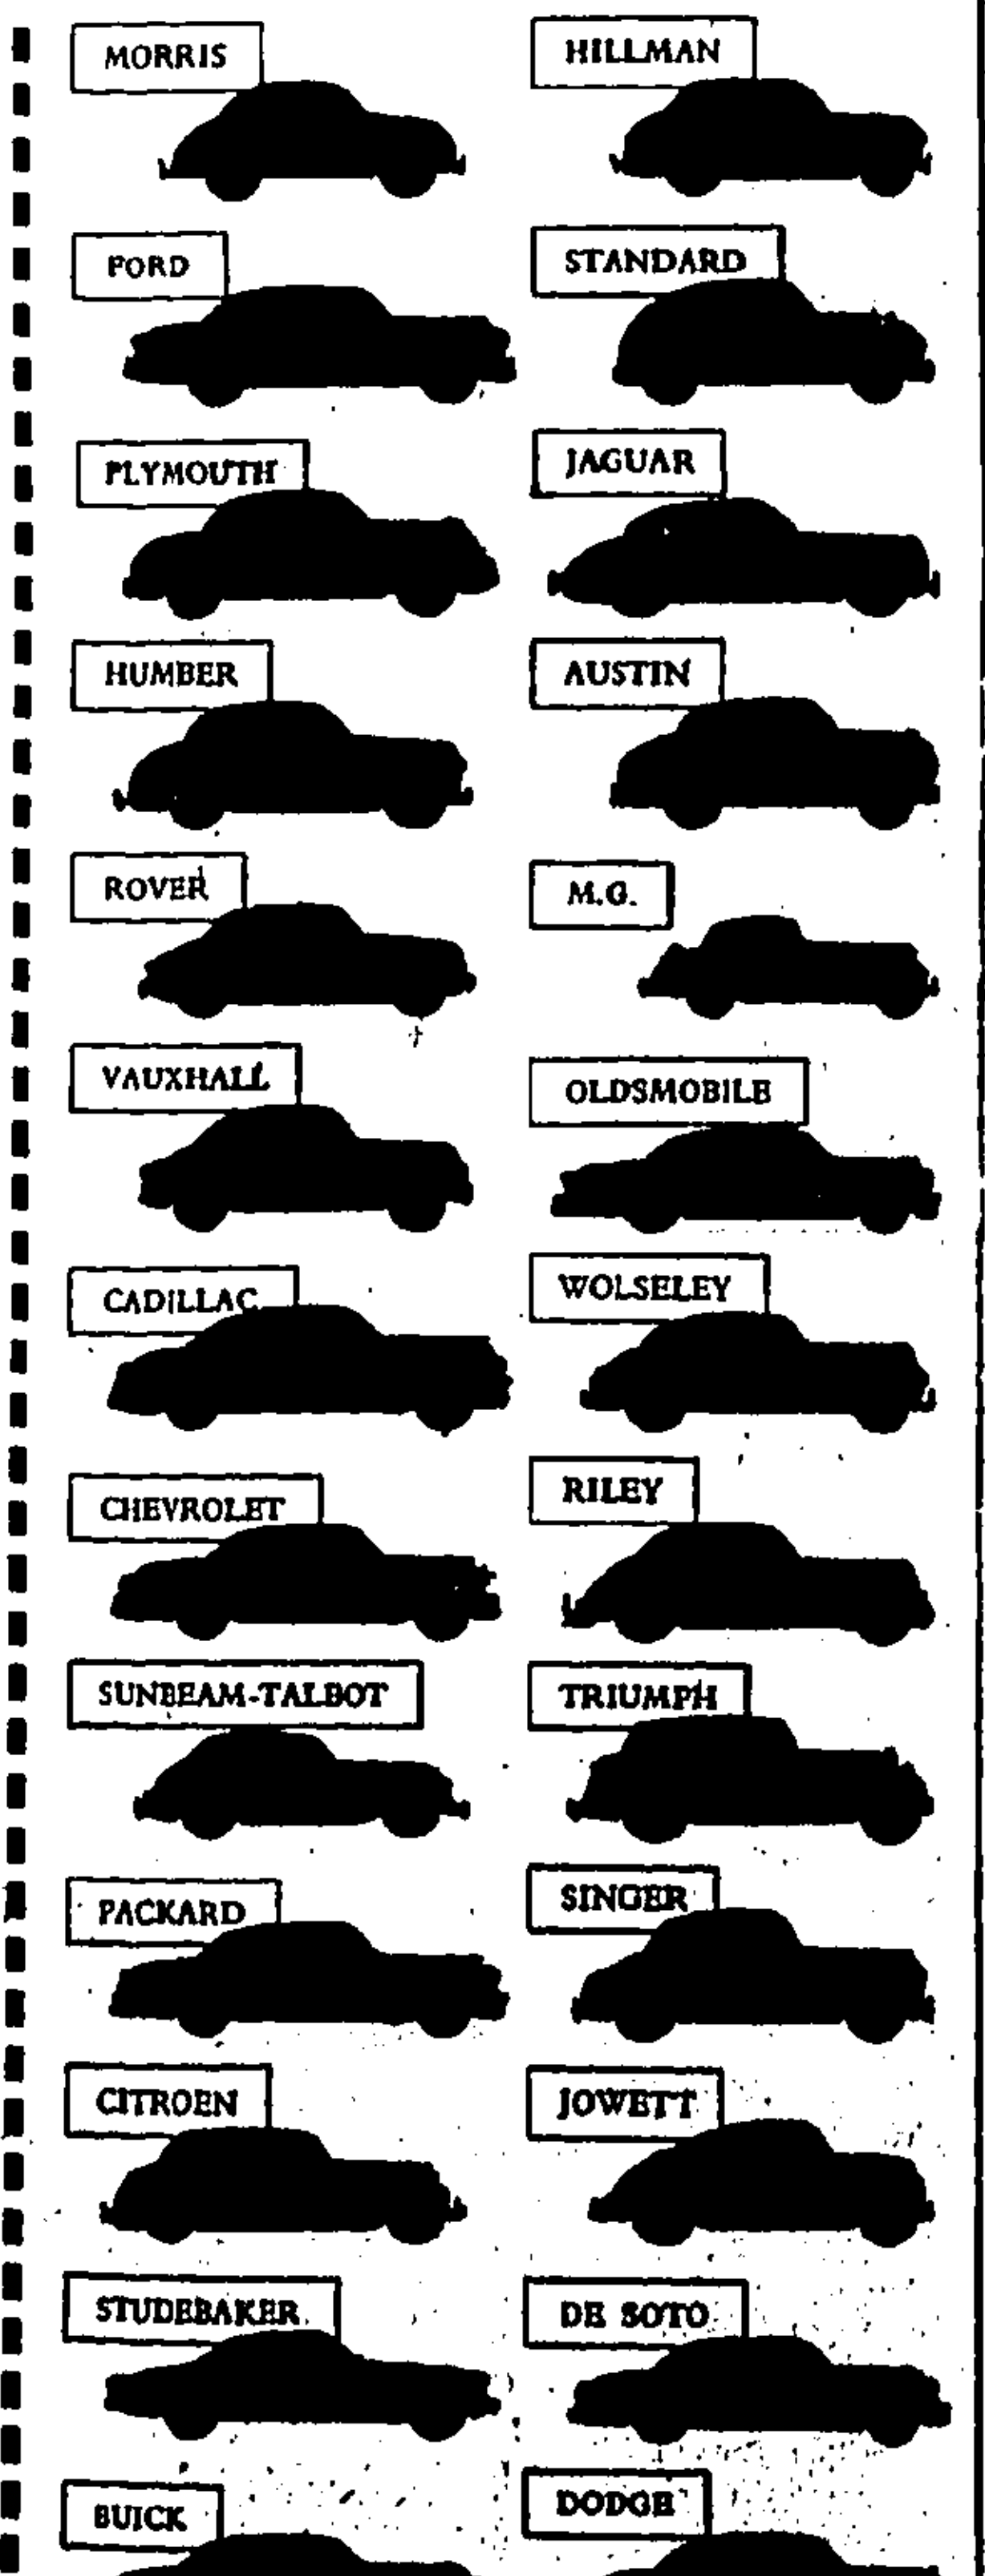 MORRIS
HILLMAN
FORD
STANDARD
PLYMOUTH
JAGUAR
HUMBER
AUSTIN
ROVER
M.G.
VAUXHALL
OLDSMOBILE
CADILLAC
WOLSELEY
CHEVROLET
RILEY
SUNBEAM-TALBOT
TRIUMPH
PACKARD
SINGER
CITROEN
JOWETT
STUDEBAKER
DE SOTO
BUICK
DODGE